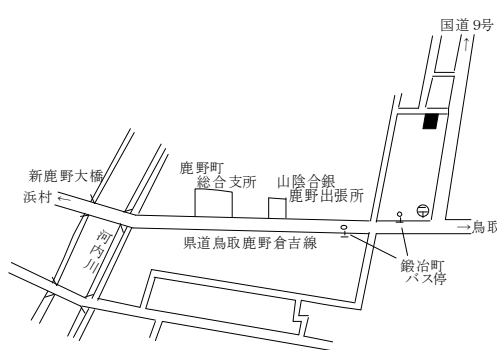 国道9号
↑
鹿野町
総合支所
山陰合銀
鹿野出張所
新鹿野大橋
浜村←
河内川
県道鳥取鹿野倉吉線
→鳥取
鍛冶町
バス停